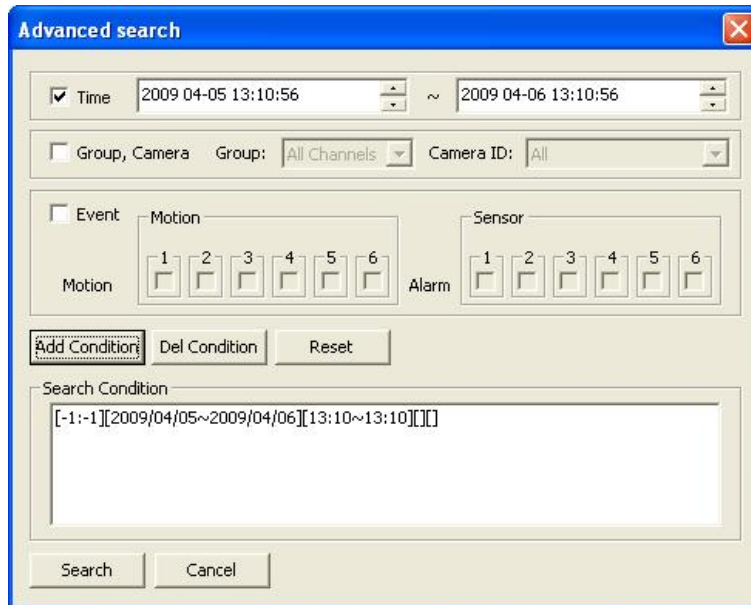 Advanced search
Time 2009 04-05 13:10:56 ~ 2009 04-06 13:10:56
Group, Camera Group: All Channels Camera ID: All
Event Motion Sensor
1 2 3 4 5 6 1 2 3 4 5 6
Motion Alarm
Add Condition Del Condition Reset
Search Condition
[-1:-1][2009/04/05~2009/04/06][13:10~13:10][][]
Search Cancel